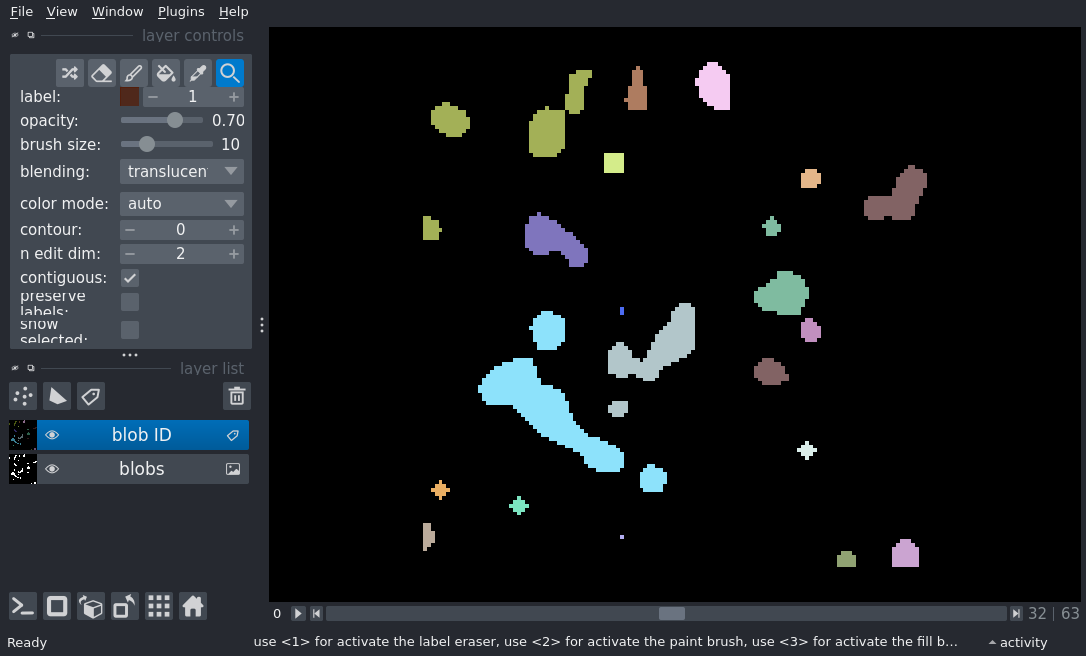 File View Window Plugins Help
layer controls
label: 1
opacity: 0.70
brush size: 10
blending: translucen
color mode: auto
contour: 0
n edit dim: 2
contiguous:
preserve
labels:
show
selected:
layer list
blob ID
blobs
0 32 | 63
Ready use <1> for activate the label eraser, use <2> for activate the paint brush, use <3> for activate the fill b... activity